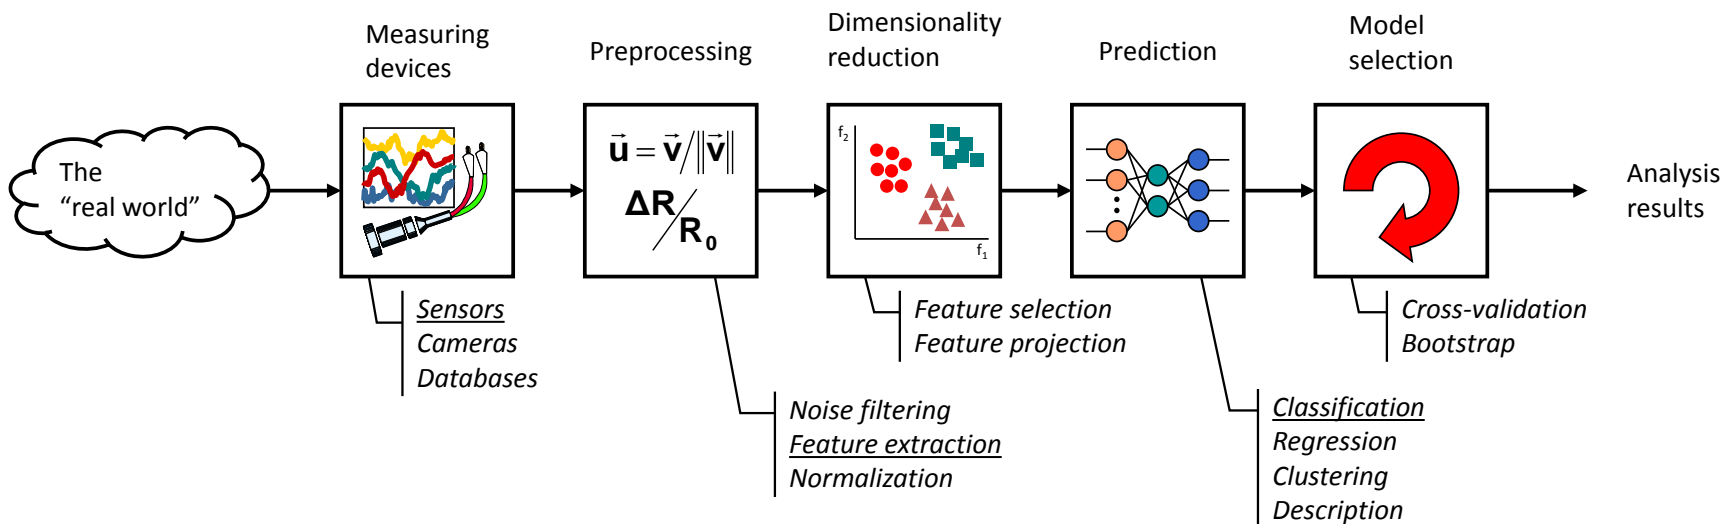 Measuring
devices
Preprocessing
Dimensionality
reduction
Prediction
Model
selection
The
“real world”
u⃗ = v⃗/‖v⃗‖
ΔR/R₀
f₂
f₁
Analysis
results
Sensors
Cameras
Databases
Noise filtering
Feature extraction
Normalization
Feature selection
Feature projection
Classification
Regression
Clustering
Description
Cross-validation
Bootstrap